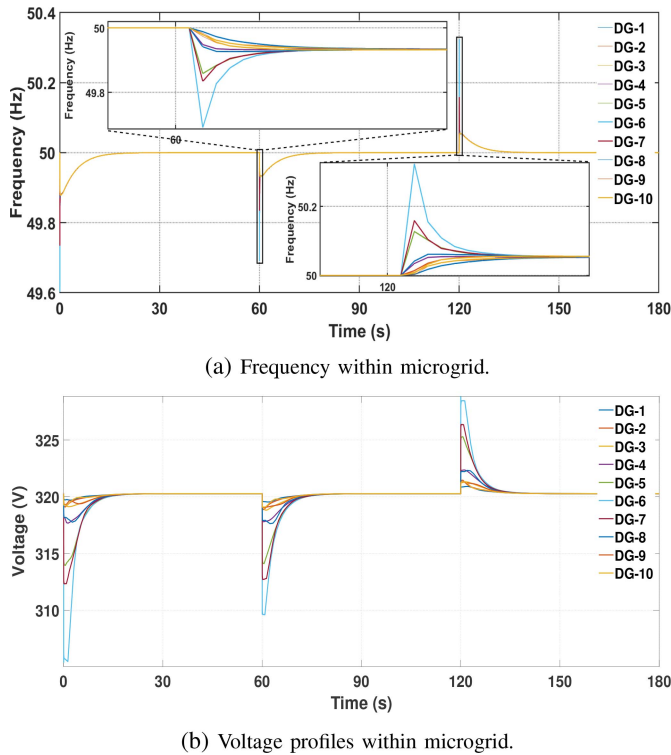 50.4
50.2
50
49.8
49.6
Frequency (Hz)
50
49.8
Frequency (Hz)
60
50.2
50
Frequency (Hz)
120
DG-1
DG-2
DG-3
DG-4
DG-5
DG-6
DG-7
DG-8
DG-9
DG-10
0 30 60 90 120 150 180
Time (s)
(a) Frequency within microgrid.
325
320
315
310
Voltage (V)
DG-1
DG-2
DG-3
DG-4
DG-5
DG-6
DG-7
DG-8
DG-9
DG-10
0 30 60 90 120 150 180
Time (s)
(b) Voltage profiles within microgrid.